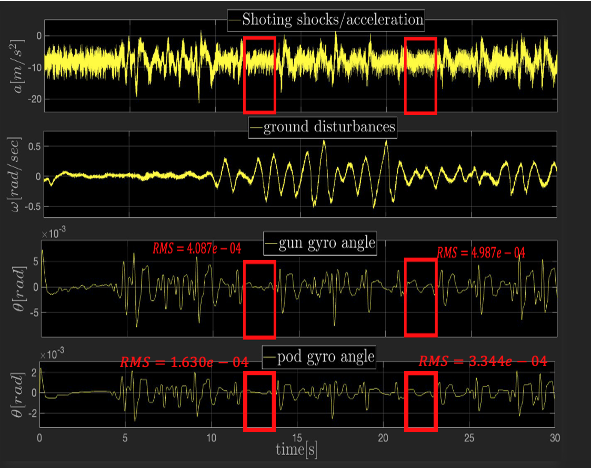 Shoting shocks/acceleration
a[m/s²]
0
-10
-20
ground disturbances
ω[rad/sec]
0.5
0
-0.5
×10⁻³
gun gyro angle
RMS = 4.087e − 04
RMS = 4.987e − 04
θ[rad]
5
0
-5
×10⁻³
pod gyro angle
RMS = 1.630e − 04
RMS = 3.344e − 04
θ[rad]
2
0
-2
0 5 10 15 20 25 30
time[s]